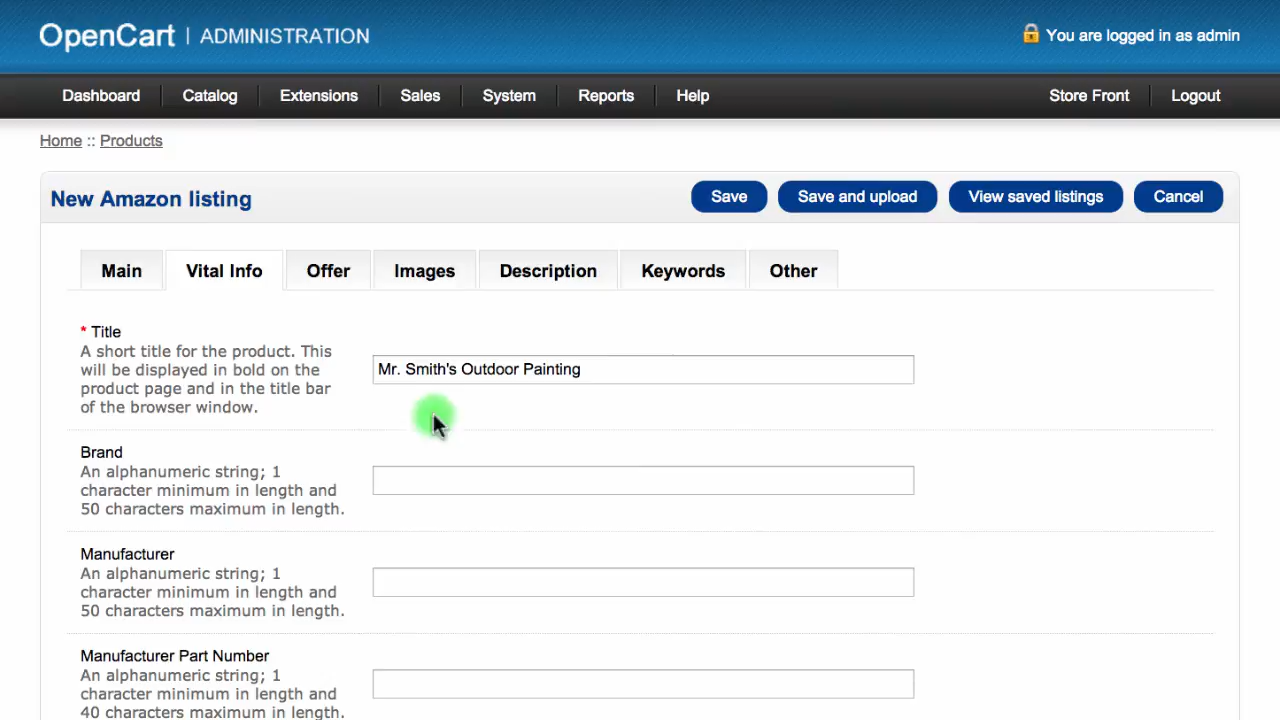 OpenCart | ADMINISTRATION
You are logged in as admin
Dashboard Catalog Extensions Sales System Reports Help Store Front Logout
Home :: Products
New Amazon listing
Save Save and upload View saved listings Cancel
Main Vital Info Offer Images Description Keywords Other
* Title
A short title for the product. This
will be displayed in bold on the
product page and in the title bar
of the browser window.
Mr. Smith's Outdoor Painting
Brand
An alphanumeric string; 1
character minimum in length and
50 characters maximum in length.
Manufacturer
An alphanumeric string; 1
character minimum in length and
50 characters maximum in length.
Manufacturer Part Number
An alphanumeric string; 1
character minimum in length and
40 characters maximum in length.